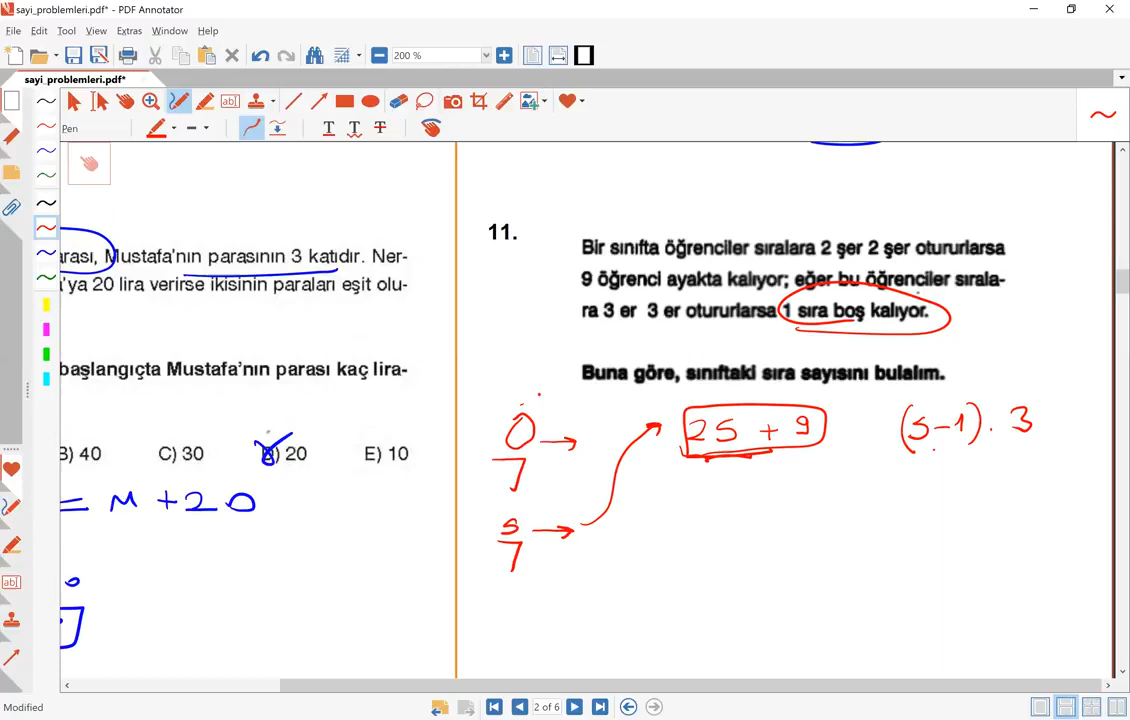 sayi_problemleri.pdf* - PDF Annotator
File Edit Tool View Extras Window Help
200 %
sayi_problemleri.pdf*
Pen
arası, Mustafa'nın parasının 3 katıdır. Ner-
'ya 20 lira verirse ikisinin paraları eşit olu-
başlangıçta Mustafa'nın parası kaç lira-
B) 40 C) 30 D) 20 E) 10
= M + 20
11.
Bir sınıfta öğrenciler sıralara 2 şer 2 şer otururlarsa
9 öğrenci ayakta kalıyor; eğer bu öğrenciler sırala-
ra 3 er 3 er otururlarsa 1 sıra boş kalıyor.
Buna göre, sınıftaki sıra sayısını bulalım.
Ö → 2S + 9 (S-1). 3
7
S →
7
Modified
2 of 6